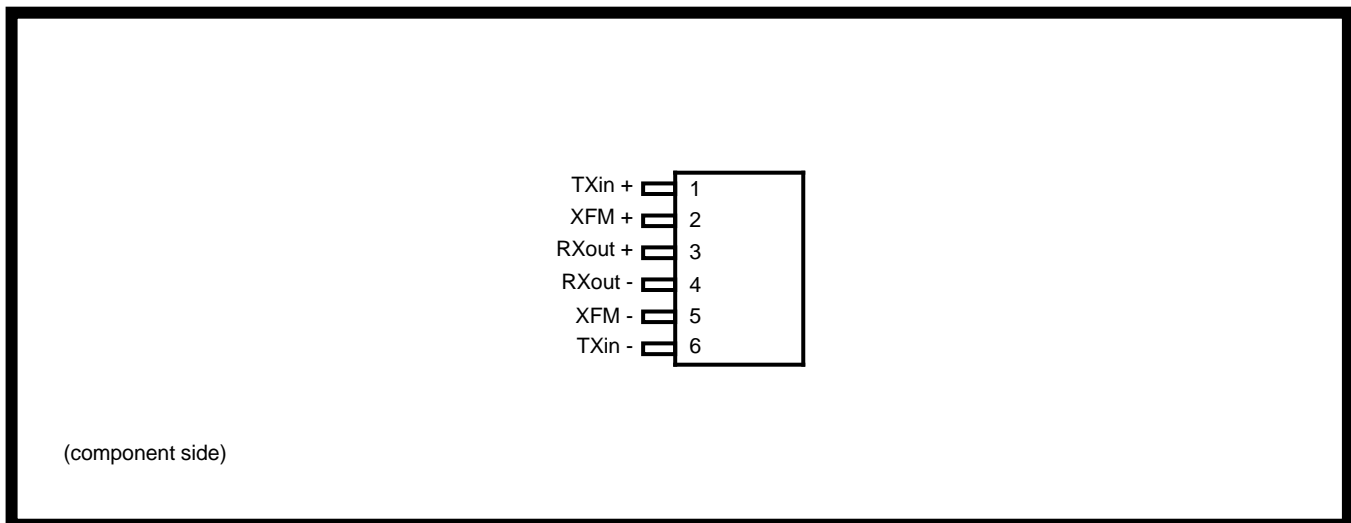 TXin + 1
XFM + 2
RXout + 3
RXout - 4
XFM - 5
TXin - 6
(component side)